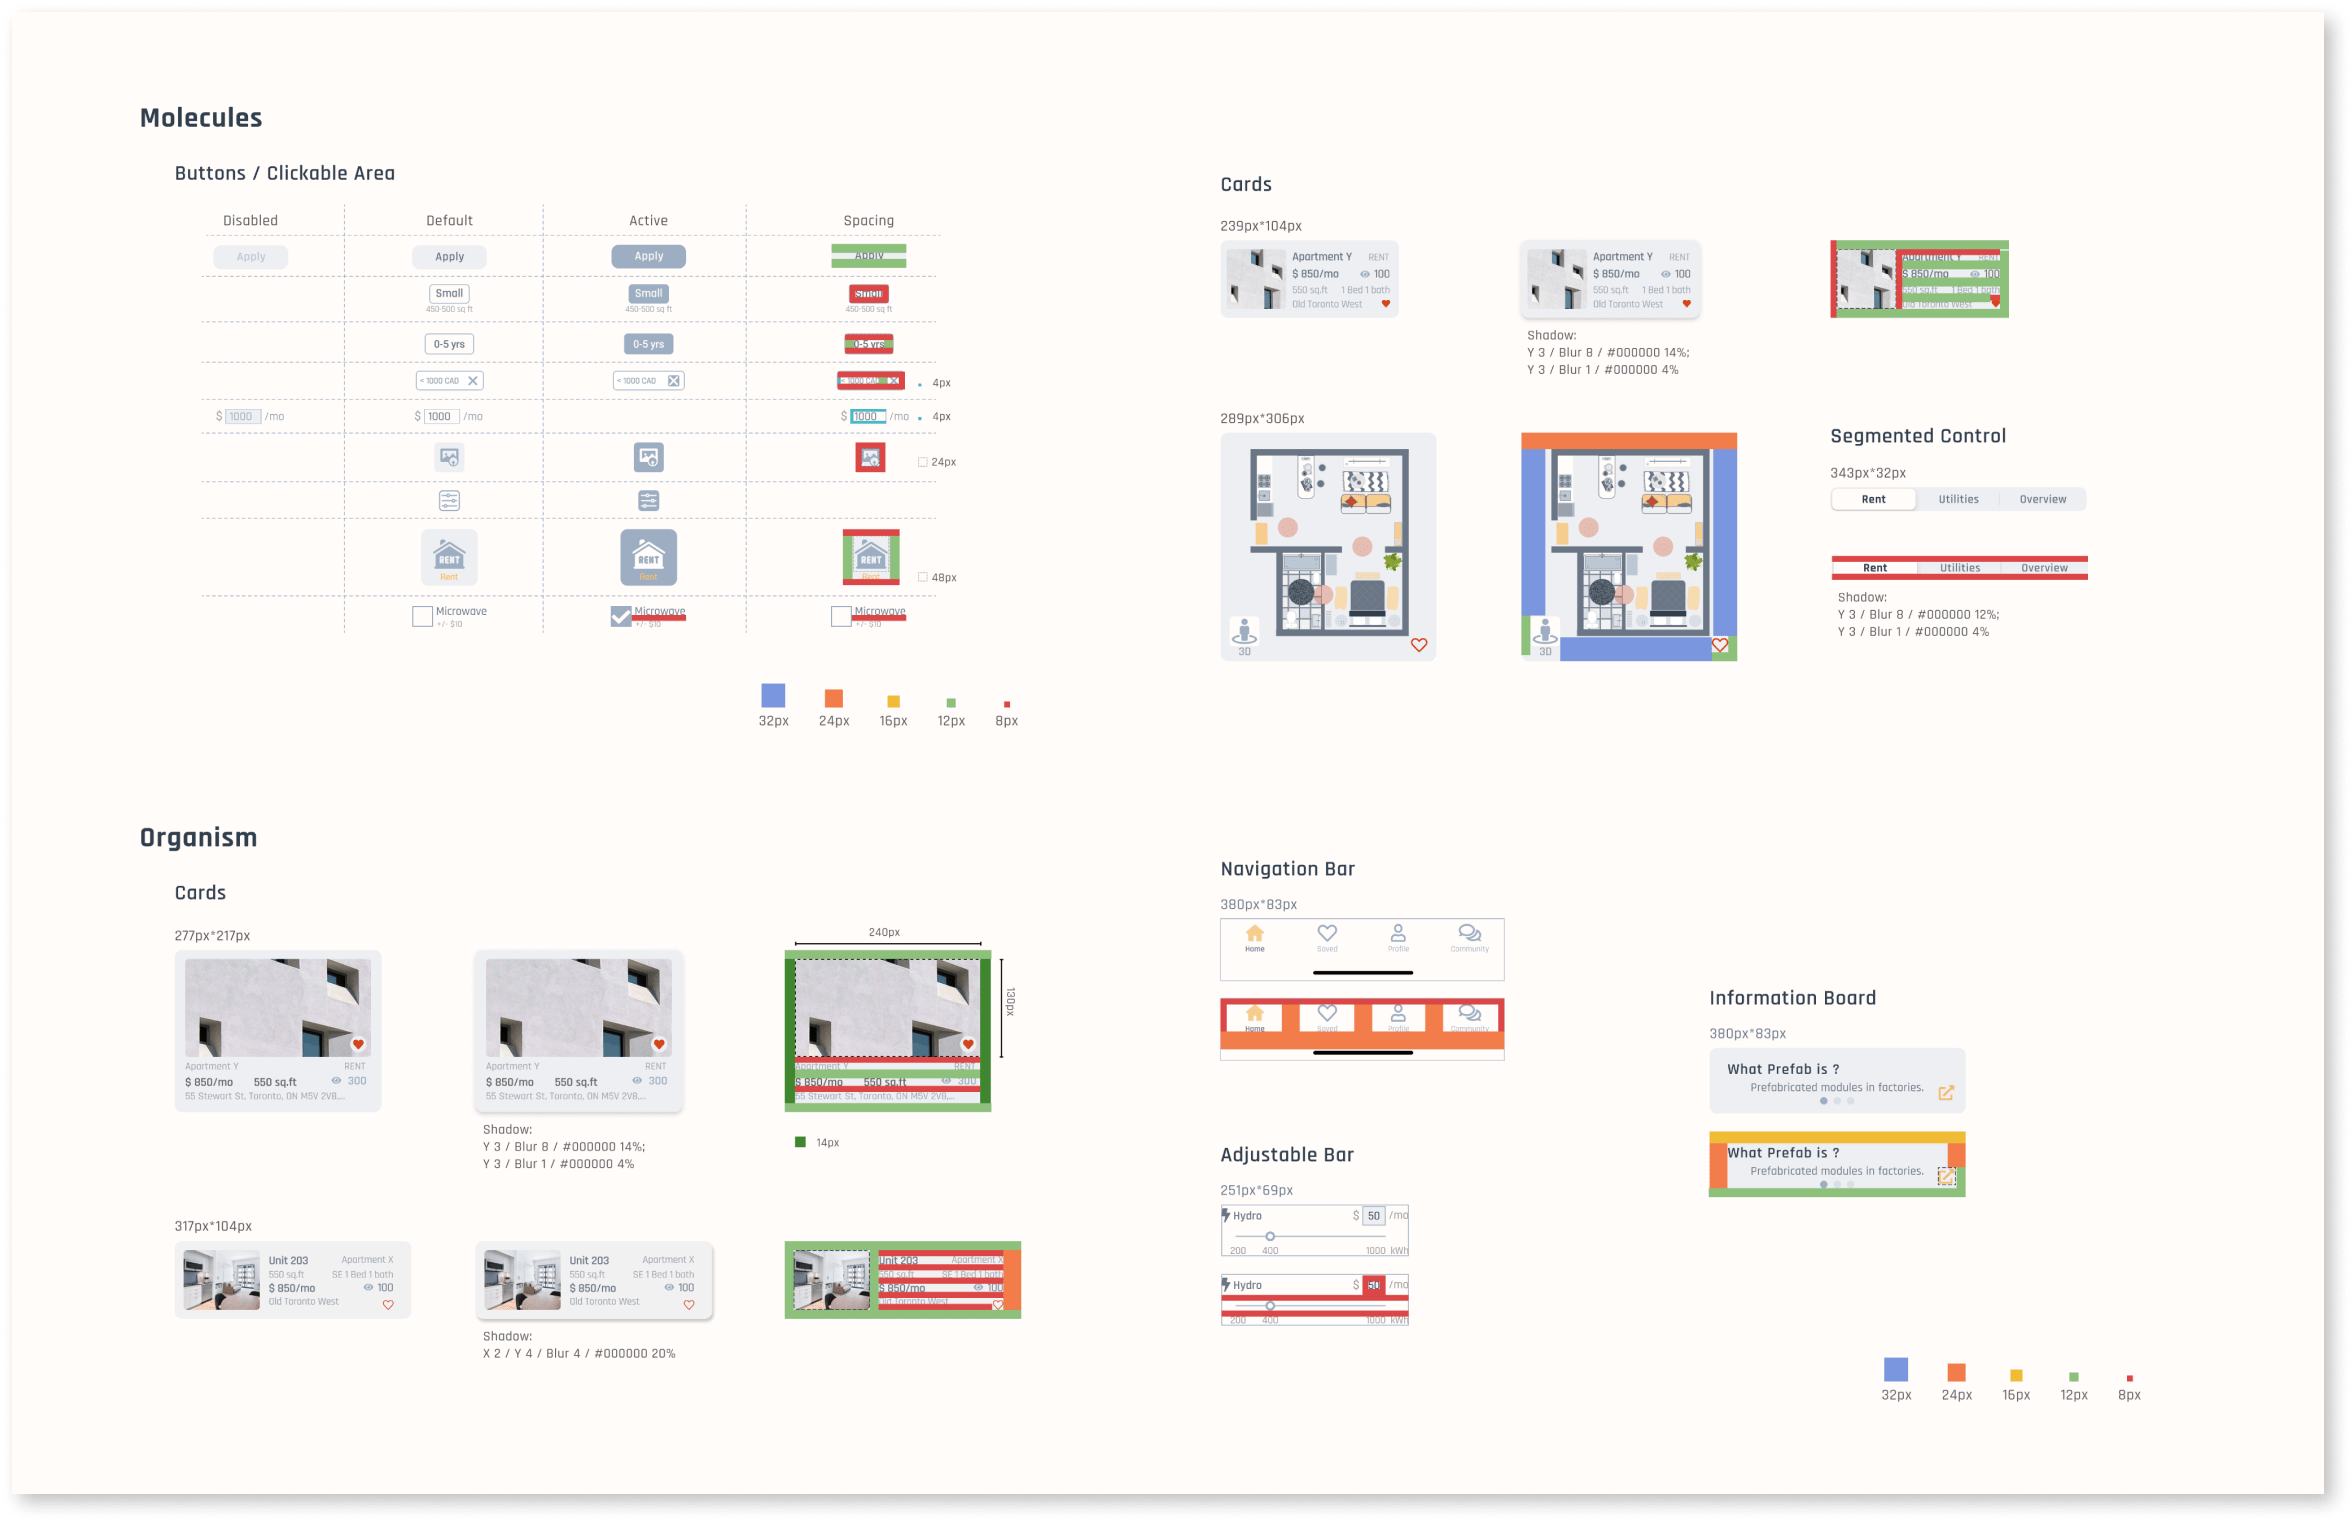 Molecules
Buttons / Clickable Area
Disabled
Default
Active
Spacing
Apply
Apply
Apply
Apply
Small
450-500 sq ft
Small
450-500 sq ft
Small
450-500 sq ft
0-5 yrs
0-5 yrs
0-5 yrs
< 1000 CAD
< 1000 CAD
< 1000 CAD
4px
$ 1000 /mo
$ 1000 /mo
$ 1000 /mo
4px
24px
RENT
Rent
RENT
Rent
RENT
Rent
48px
Microwave
+/- $10
Microwave
+/- $10
Microwave
+/- $10
32px
24px
16px
12px
8px
Cards
239px*104px
Apartment Y RENT
$ 850/mo 100
550 sq.ft 1 Bed 1 bath
Old Toronto West
Apartment Y RENT
$ 850/mo 100
550 sq.ft 1 Bed 1 bath
Old Toronto West
Shadow:
Y 3 / Blur 8 / #000000 14%;
Y 3 / Blur 1 / #000000 4%
Apartment Y RENT
$ 850/mo 100
550 sq.ft 1 Bed 1 bath
Old Toronto West
289px*306px
3D
3D
Segmented Control
343px*32px
Rent Utilities Overview
Rent Utilities Overview
Shadow:
Y 3 / Blur 8 / #000000 12%;
Y 3 / Blur 1 / #000000 4%
Organism
Cards
277px*217px
Apartment Y RENT
$ 850/mo 550 sq.ft 300
55 Stewart St, Toronto, ON M5V 2V8,...
Apartment Y RENT
$ 850/mo 550 sq.ft 300
55 Stewart St, Toronto, ON M5V 2V8,...
Shadow:
Y 3 / Blur 8 / #000000 14%;
Y 3 / Blur 1 / #000000 4%
240px
130px
Apartment Y RENT
$ 850/mo 550 sq.ft 300
55 Stewart St, Toronto, ON M5V 2V8,...
14px
317px*104px
Unit 203 Apartment X
550 sq.ft SE 1 Bed 1 bath
$ 850/mo 100
Old Toronto West
Unit 203 Apartment X
550 sq.ft SE 1 Bed 1 bath
$ 850/mo 100
Old Toronto West
Shadow:
X 2 / Y 4 / Blur 4 / #000000 20%
Unit 203 Apartment X
550 sq.ft SE 1 Bed 1 bath
$ 850/mo 100
Old Toronto West
Navigation Bar
380px*83px
Home Saved Profile Community
Home Saved Profile Community
Adjustable Bar
251px*69px
Hydro $ 50 /mo
200 400 1000 kWh
Hydro $ 50 /mo
200 400 1000 kWh
Information Board
380px*83px
What Prefab is ?
Prefabricated modules in factories.
What Prefab is ?
Prefabricated modules in factories.
32px
24px
16px
12px
8px